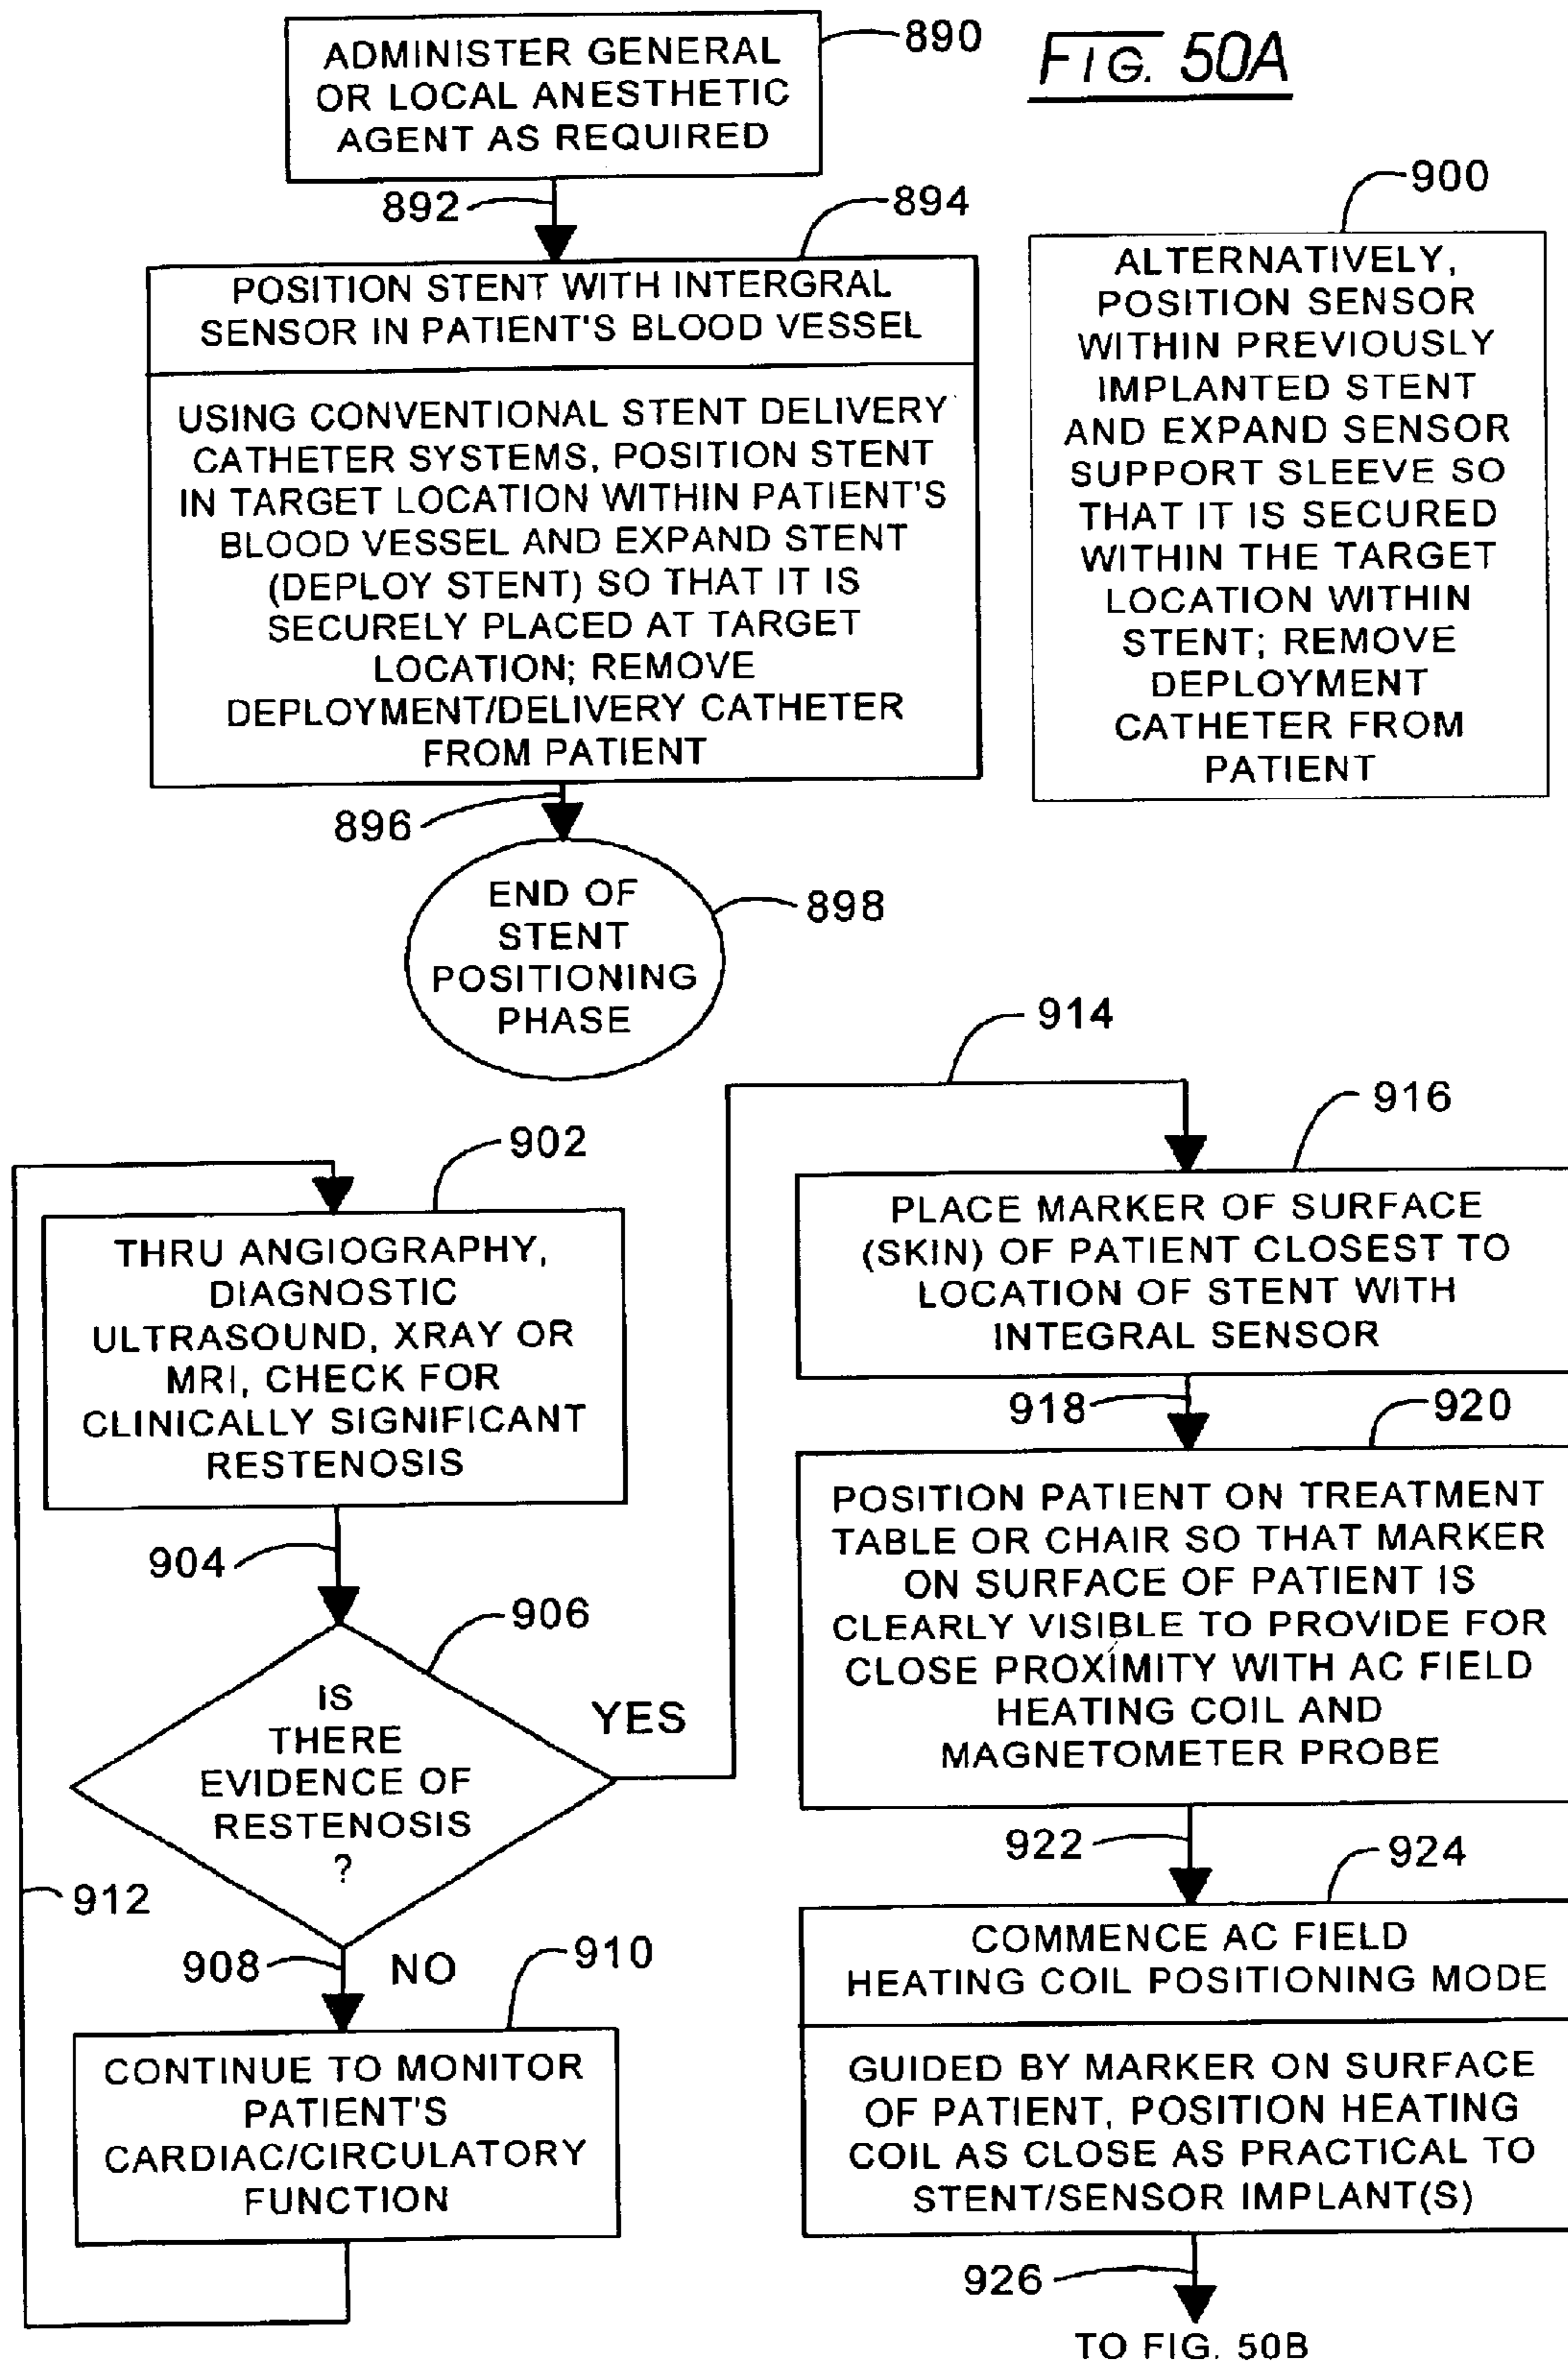 FIG. 50A
890
ADMINISTER GENERAL
OR LOCAL ANESTHETIC
AGENT AS REQUIRED
892
894
POSITION STENT WITH INTERGRAL
SENSOR IN PATIENT'S BLOOD VESSEL
USING CONVENTIONAL STENT DELIVERY
CATHETER SYSTEMS, POSITION STENT
IN TARGET LOCATION WITHIN PATIENT'S
BLOOD VESSEL AND EXPAND STENT
(DEPLOY STENT) SO THAT IT IS
SECURELY PLACED AT TARGET
LOCATION; REMOVE
DEPLOYMENT/DELIVERY CATHETER
FROM PATIENT
896
END OF
STENT
POSITIONING
PHASE
898
900
ALTERNATIVELY,
POSITION SENSOR
WITHIN PREVIOUSLY
IMPLANTED STENT
AND EXPAND SENSOR
SUPPORT SLEEVE SO
THAT IT IS SECURED
WITHIN THE TARGET
LOCATION WITHIN
STENT; REMOVE
DEPLOYMENT
CATHETER FROM
PATIENT
902
THRU ANGIOGRAPHY,
DIAGNOSTIC
ULTRASOUND, XRAY OR
MRI, CHECK FOR
CLINICALLY SIGNIFICANT
RESTENOSIS
904
906
IS
THERE
EVIDENCE OF
RESTENOSIS
?
YES
912
908
NO
910
CONTINUE TO MONITOR
PATIENT'S
CARDIAC/CIRCULATORY
FUNCTION
914
916
PLACE MARKER OF SURFACE
(SKIN) OF PATIENT CLOSEST TO
LOCATION OF STENT WITH
INTEGRAL SENSOR
918
920
POSITION PATIENT ON TREATMENT
TABLE OR CHAIR SO THAT MARKER
ON SURFACE OF PATIENT IS
CLEARLY VISIBLE TO PROVIDE FOR
CLOSE PROXIMITY WITH AC FIELD
HEATING COIL AND
MAGNETOMETER PROBE
922
924
COMMENCE AC FIELD
HEATING COIL POSITIONING MODE
GUIDED BY MARKER ON SURFACE
OF PATIENT, POSITION HEATING
COIL AS CLOSE AS PRACTICAL TO
STENT/SENSOR IMPLANT(S)
926
TO FIG. 50B